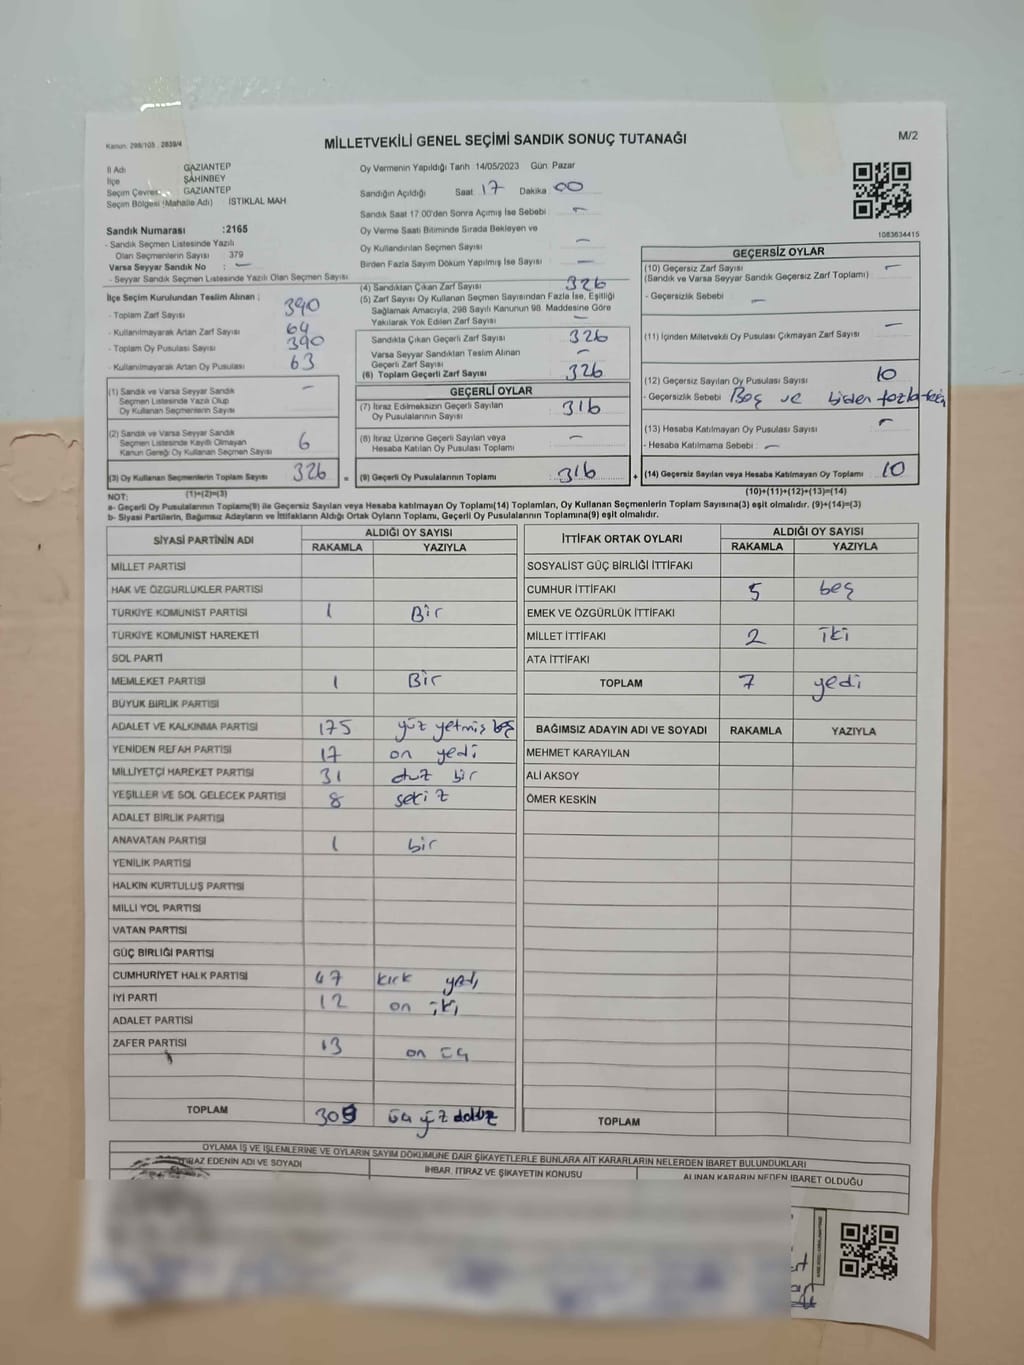 Kanun: 298/105 . 2839/4
MİLLETVEKİLİ GENEL SEÇİMİ SANDIK SONUÇ TUTANAĞI
M/2
İl Adı GAZİANTEP
İlçe ŞAHİNBEY
Seçim Çevresi GAZİANTEP
Seçim Bölgesi (Mahalle Adı) İSTİKLAL MAH
Sandık Numarası :2165
- Sandık Seçmen Listesinde Yazılı
Olan Seçmenlerin Sayısı 379
Varsa Seyyar Sandık No : -
- Seyyar Sandık Seçmen Listesinde Yazılı Olan Seçmen Sayısı
Oy Vermenin Yapıldığı Tarih 14/05/2023 Gün Pazar
Sandığın Açıldığı Saat 17 Dakika 00
Sandık Saat 17:00'den Sonra Açılmış İse Sebebi -
Oy Verme Saati Bitiminde Sırada Bekleyen ve
Oy Kullandırılan Seçmen Sayısı -
Birden Fazla Sayım Döküm Yapılmış İse Sayısı -
1083634415
İlçe Seçim Kurulundan Teslim Alınan ;
- Toplam Zarf Sayısı 390
- Kullanılmayarak Artan Zarf Sayısı 64
- Toplam Oy Pusulası Sayısı 390
- Kullanılmayarak Artan Oy Pusulası 63
(1) Sandık ve Varsa Seyyar Sandık
Seçmen Listesinde Yazılı Olup
Oy Kullanan Seçmenlerin Sayısı -
(2) Sandık ve Varsa Seyyar Sandık
Seçmen Listesinde Kayıtlı Olmayan
Kanun Gereği Oy Kullanan Seçmen Sayısı 6
(3) Oy Kullanan Seçmenlerin Toplam Sayısı 326
(4) Sandıktan Çıkan Zarf Sayısı 326
(5) Zarf Sayısı Oy Kullanan Seçmen Sayısından Fazla İse, Eşitliği
Sağlamak Amacıyla, 298 Sayılı Kanunun 98. Maddesine Göre
Yakılarak Yok Edilen Zarf Sayısı -
Sandıkta Çıkan Geçerli Zarf Sayısı 326
Varsa Seyyar Sandıktan Teslim Alınan
Geçerli Zarf Sayısı -
(6) Toplam Geçerli Zarf Sayısı 326
GEÇERLİ OYLAR
(7) İtiraz Edilmeksizin Geçerli Sayılan
Oy Pusulalarının Sayısı 316
(8) İtiraz Üzerine Geçerli Sayılan veya
Hesaba Katılan Oy Pusulası Toplamı -
= (9) Geçerli Oy Pusulalarının Toplamı 316
GEÇERSİZ OYLAR
(10) Geçersiz Zarf Sayısı -
(Sandık ve Varsa Seyyar Sandık Geçersiz Zarf Toplamı)
- Geçersizlik Sebebi -
(11) İçinden Milletvekili Oy Pusulası Çıkmayan Zarf Sayısı -
(12) Geçersiz Sayılan Oy Pusulası Sayısı 10
- Geçersizlik Sebebi Boş ve birden fazla
(13) Hesaba Katılmayan Oy Pusulası Sayısı -
- Hesaba Katılmama Sebebi -
+ (14) Geçersiz Sayılan veya Hesaba Katılmayan Oy Toplamı 10
NOT: (1)+(2)=(3) (10)+(11)+(12)+(13)=(14)
a- Geçerli Oy Pusulalarının Toplamı(9) ile Geçersiz Sayılan veya Hesaba katılmayan Oy Toplamı(14) Toplamları, Oy Kullanan Seçmenlerin Toplam Sayısına(3) eşit olmalıdır. (9)+(14)=(3)
b- Siyasi Partilerin, Bağımsız Adayların ve İttifakların Aldığı Ortak Oyların Toplamı, Geçerli Oy Pusulalarının Toplamına(9) eşit olmalıdır.
SİYASİ PARTİNİN ADI ALDIĞI OY SAYISI
RAKAMLA YAZIYLA
MİLLET PARTİSİ
HAK VE ÖZGÜRLÜKLER PARTİSİ
TÜRKİYE KOMÜNİST PARTİSİ 1 Bir
TÜRKİYE KOMÜNİST HAREKETİ
SOL PARTİ
MEMLEKET PARTİSİ 1 Bir
BÜYÜK BİRLİK PARTİSİ
ADALET VE KALKINMA PARTİSİ 175 yüz yetmiş beş
YENİDEN REFAH PARTİSİ 17 on yedi
MİLLİYETÇİ HAREKET PARTİSİ 31 otuz bir
YEŞİLLER VE SOL GELECEK PARTİSİ 8 sekiz
ADALET BİRLİK PARTİSİ
ANAVATAN PARTİSİ 1 bir
YENİLİK PARTİSİ
HALKIN KURTULUŞ PARTİSİ
MİLLİ YOL PARTİSİ
VATAN PARTİSİ
GÜÇ BİRLİĞİ PARTİSİ
CUMHURİYET HALK PARTİSİ 47 kırk yedi
İYİ PARTİ 12 on iki
ADALET PARTİSİ
ZAFER PARTİSİ 13 on üç
TOPLAM 309 üç yüz dokuz
İTTİFAK ORTAK OYLARI ALDIĞI OY SAYISI
RAKAMLA YAZIYLA
SOSYALİST GÜÇ BİRLİĞİ İTTİFAKI
CUMHUR İTTİFAKI 5 beş
EMEK VE ÖZGÜRLÜK İTTİFAKI
MİLLET İTTİFAKI 2 iki
ATA İTTİFAKI
TOPLAM 7 yedi
BAĞIMSIZ ADAYIN ADI VE SOYADI RAKAMLA YAZIYLA
MEHMET KARAYILAN
ALİ AKSOY
ÖMER KESKİN
TOPLAM
OYLAMA İŞ VE İŞLEMLERİNE VE OYLARIN SAYIM DÖKÜMÜNE DAİR ŞİKAYETLERLE BUNLARA AİT KARARLARIN NELERDEN İBARET BULUNDUKLARI
İTİRAZ EDENİN ADI VE SOYADI İHBAR, İTİRAZ VE ŞİKAYETİN KONUSU ALINAN KARARIN NEDEN İBARET OLDUĞU